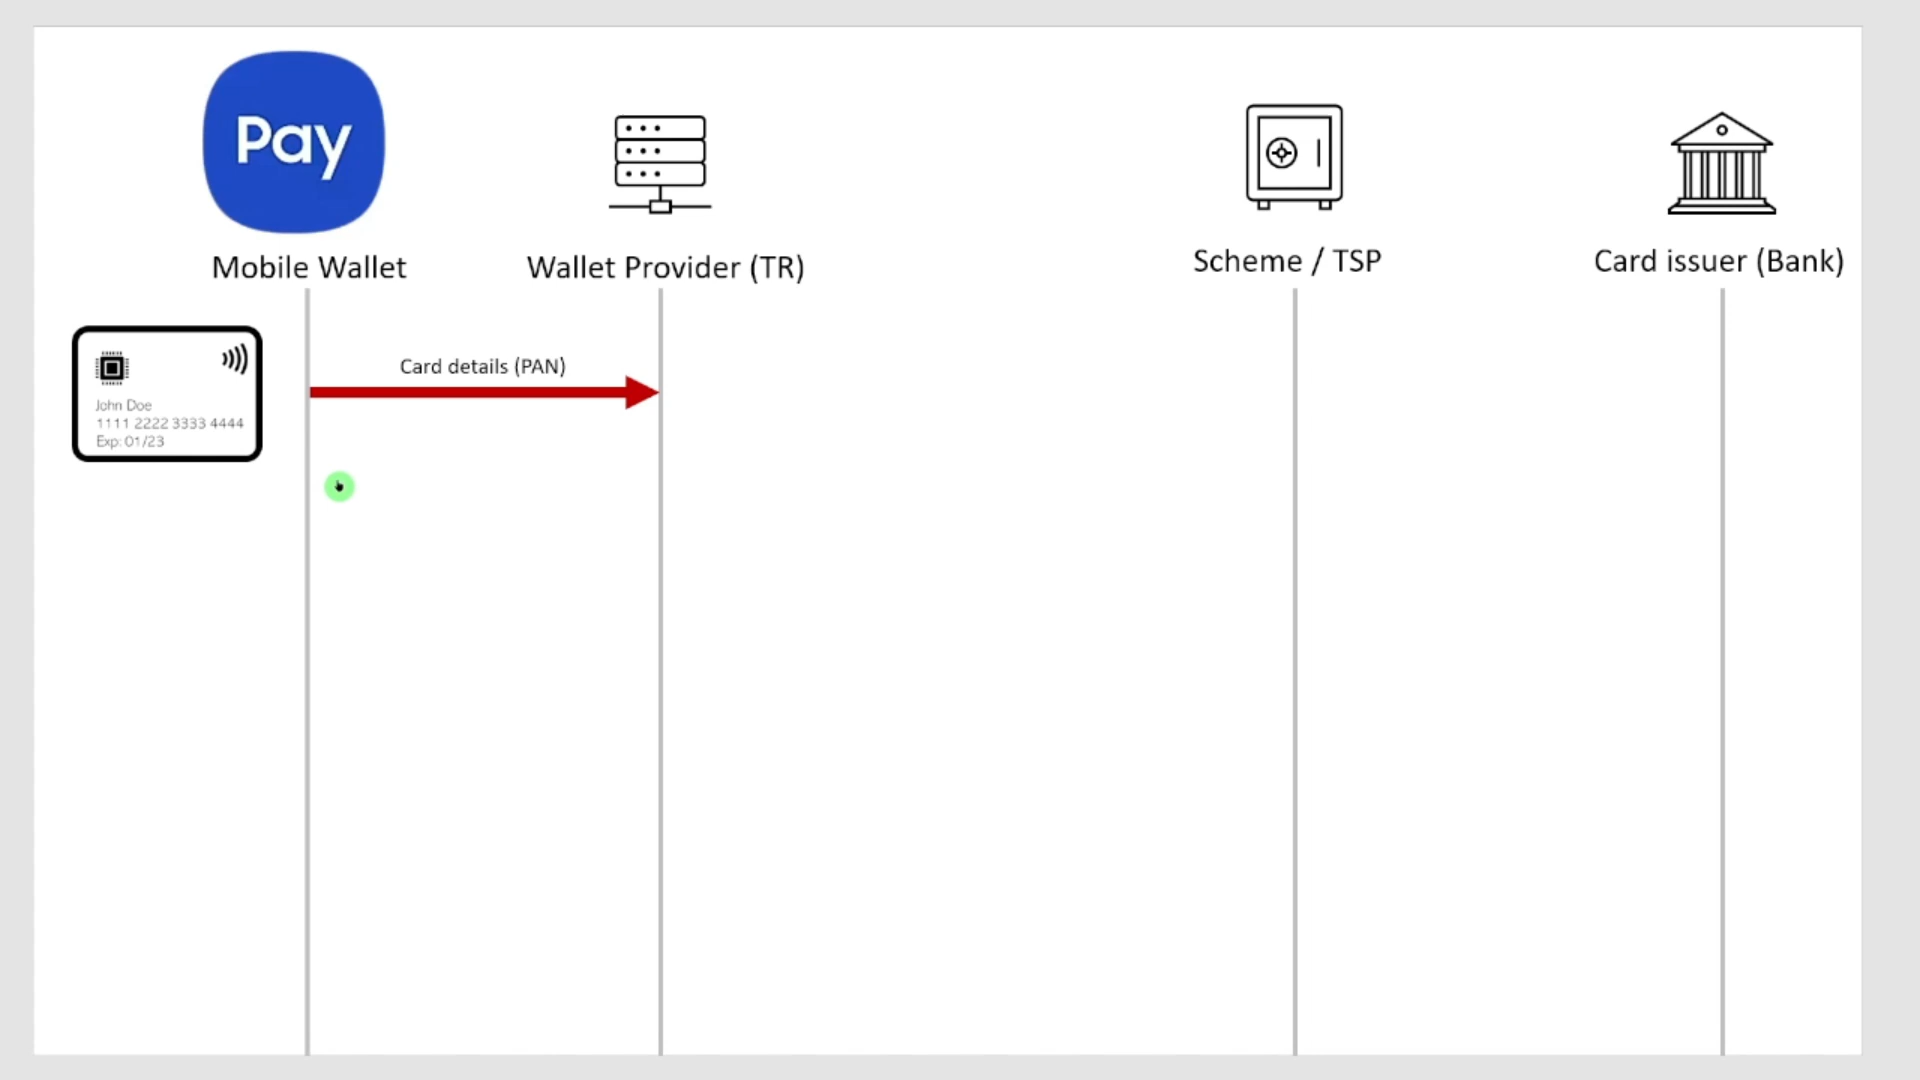 Pay
Mobile Wallet
Wallet Provider (TR)
Scheme / TSP
Card issuer (Bank)
Card details (PAN)
John Doe
1111 2222 3333 4444
Exp: 01/23